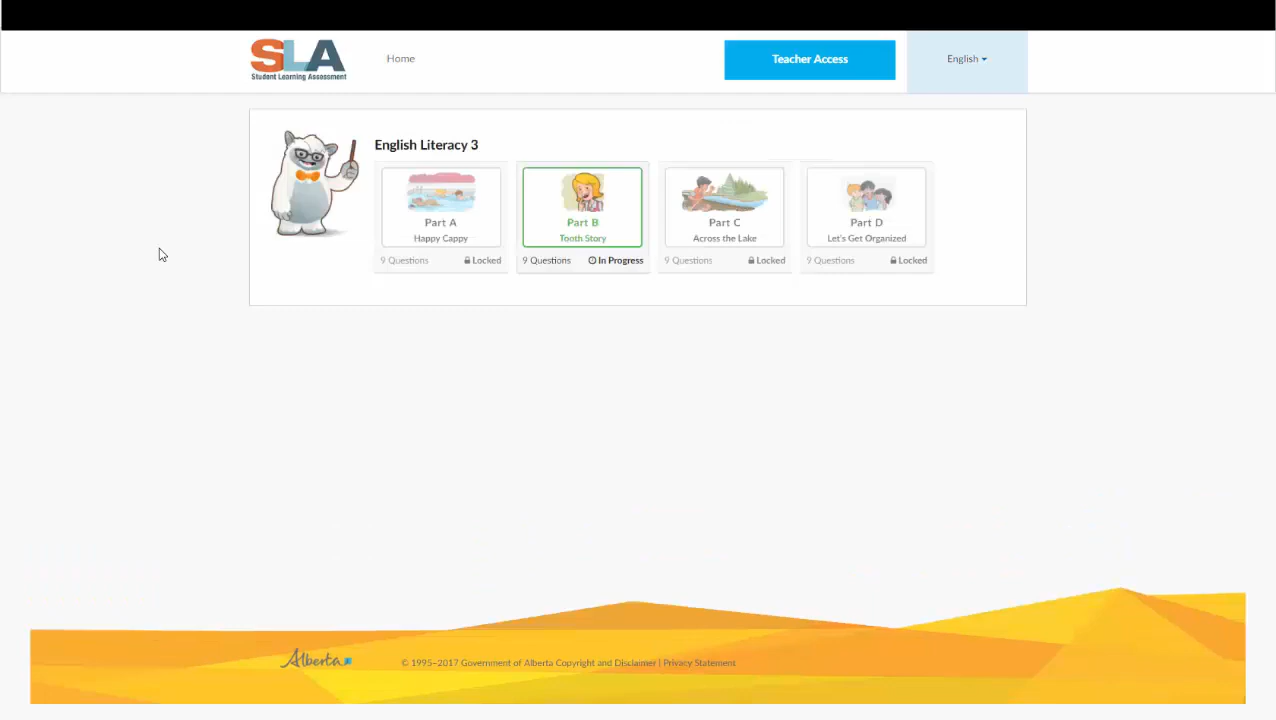 SLA
Student Learning Assessment
Home
Teacher Access
English
English Literacy 3
Part A
Happy Cappy
9 Questions
Locked
Part B
Tooth Story
9 Questions
In Progress
Part C
Across the Lake
9 Questions
Locked
Part D
Let's Get Organized
9 Questions
Locked
Alberta
© 1995–2017 Government of Alberta Copyright and Disclaimer | Privacy Statement